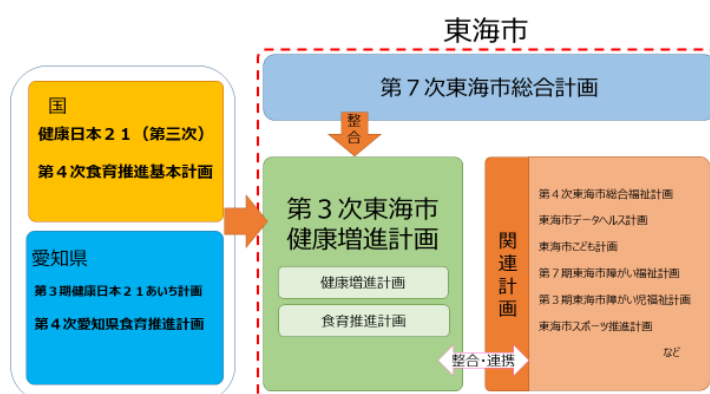 東海市
第７次東海市総合計画
整合
国
健康日本２１（第三次）
第４次食育推進基本計画
愛知県
第３期健康日本２１あいち計画
第４次愛知県食育推進計画
第３次東海市
健康増進計画
健康増進計画
食育推進計画
整合・連携
関連計画
第４次東海市総合福祉計画
東海市データヘルス計画
東海市こども計画
第７期東海市障がい福祉計画
第３期東海市障がい児福祉計画
東海市スポーツ推進計画
など